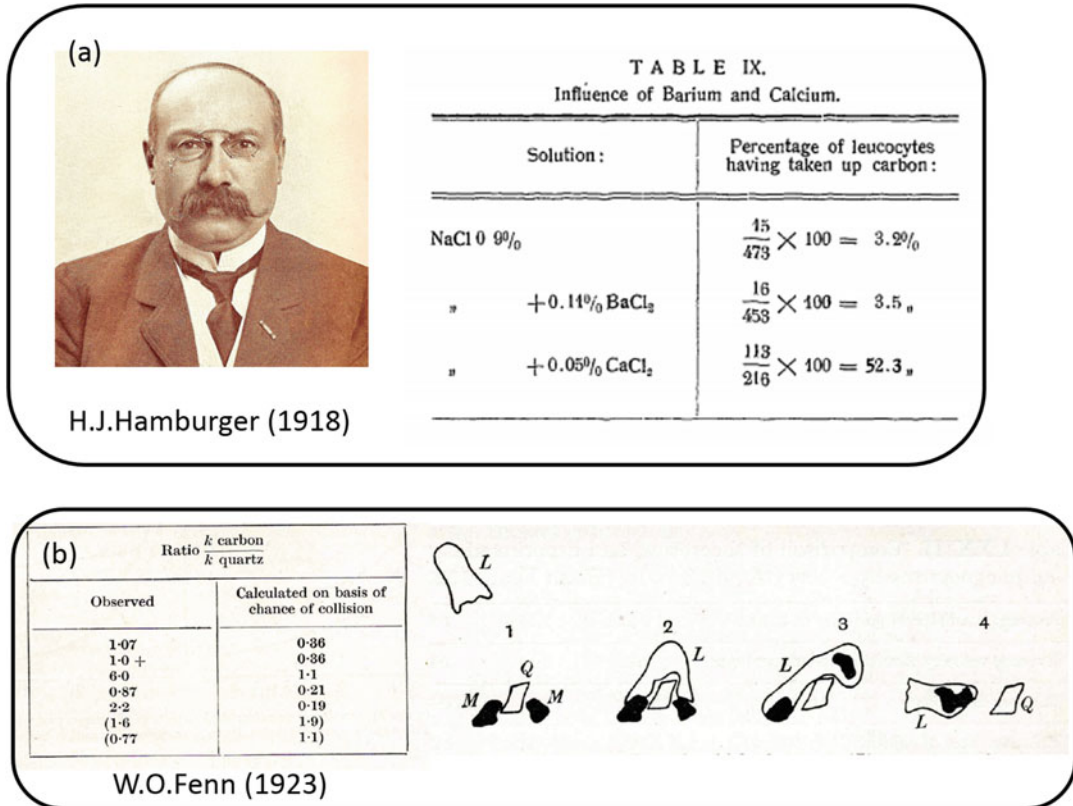 (a)
TABLE IX.
Influence of Barium and Calcium.
Solution:
Percentage of leucocytes
having taken up carbon:
NaCl 0 9%
15/473 × 100 = 3.2%
„ +0.11% BaCl₂
16/453 × 100 = 3.5 „
„ +0.05% CaCl₂
113/216 × 100 = 52.3 „
H.J.Hamburger (1918)
(b)
Ratio k carbon/k quartz
Observed
Calculated on basis of
chance of collision
1·07 0·36
1·0 + 0·36
6·0 1·1
0·87 0·21
2·2 0·19
(1·6 1·9)
(0·77 1·1)
L
1 2 3 4
Q L L
M M
L Q
W.O.Fenn (1923)